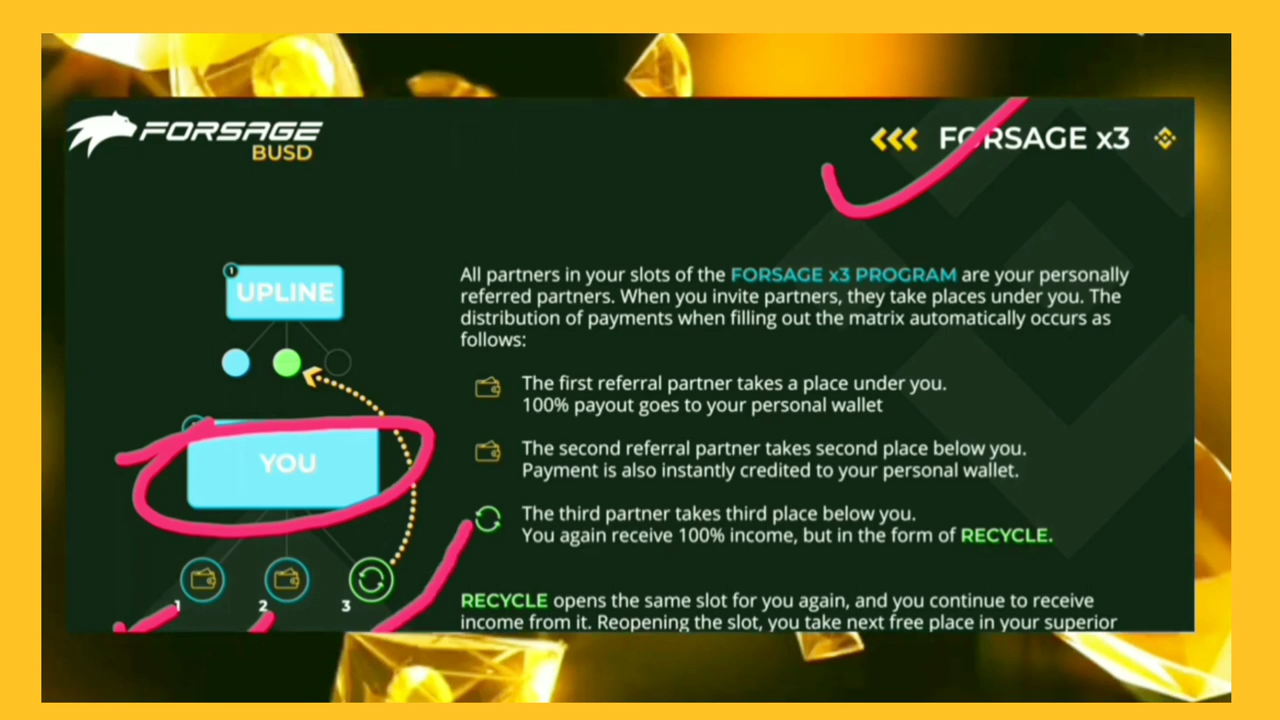 FORSAGE
BUSD
FORSAGE x3
1
UPLINE
YOU
1
2
3
All partners in your slots of the FORSAGE x3 PROGRAM are your personally
referred partners. When you invite partners, they take places under you. The
distribution of payments when filling out the matrix automatically occurs as
follows:
The first referral partner takes a place under you.
100% payout goes to your personal wallet
The second referral partner takes second place below you.
Payment is also instantly credited to your personal wallet.
The third partner takes third place below you.
You again receive 100% income, but in the form of RECYCLE.
RECYCLE opens the same slot for you again, and you continue to receive
income from it. Reopening the slot, you take next free place in your superior